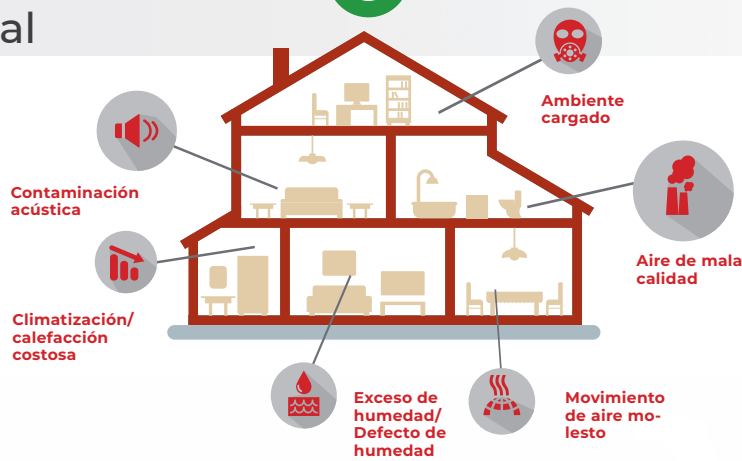 al
Ambiente
cargado
Contaminación
acústica
Aire de mala
calidad
Climatización/
calefacción
costosa
Exceso de
humedad/
Defecto de
humedad
Movimiento
de aire mo-
lesto